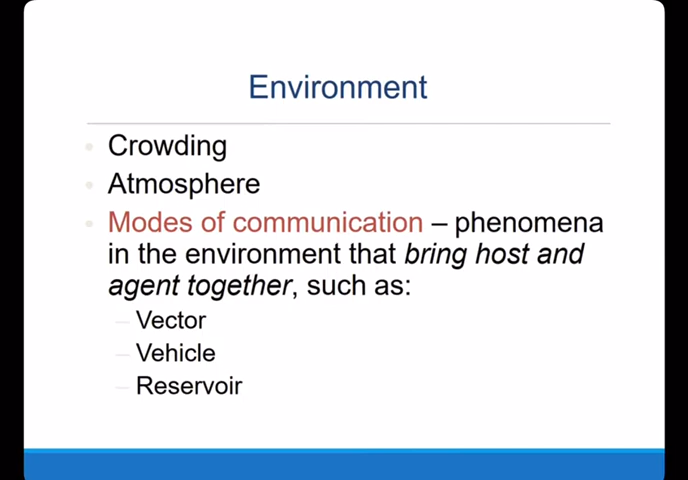 Environment
Crowding
Atmosphere
Modes of communication – phenomena
in the environment that bring host and
agent together, such as:
– Vector
– Vehicle
– Reservoir